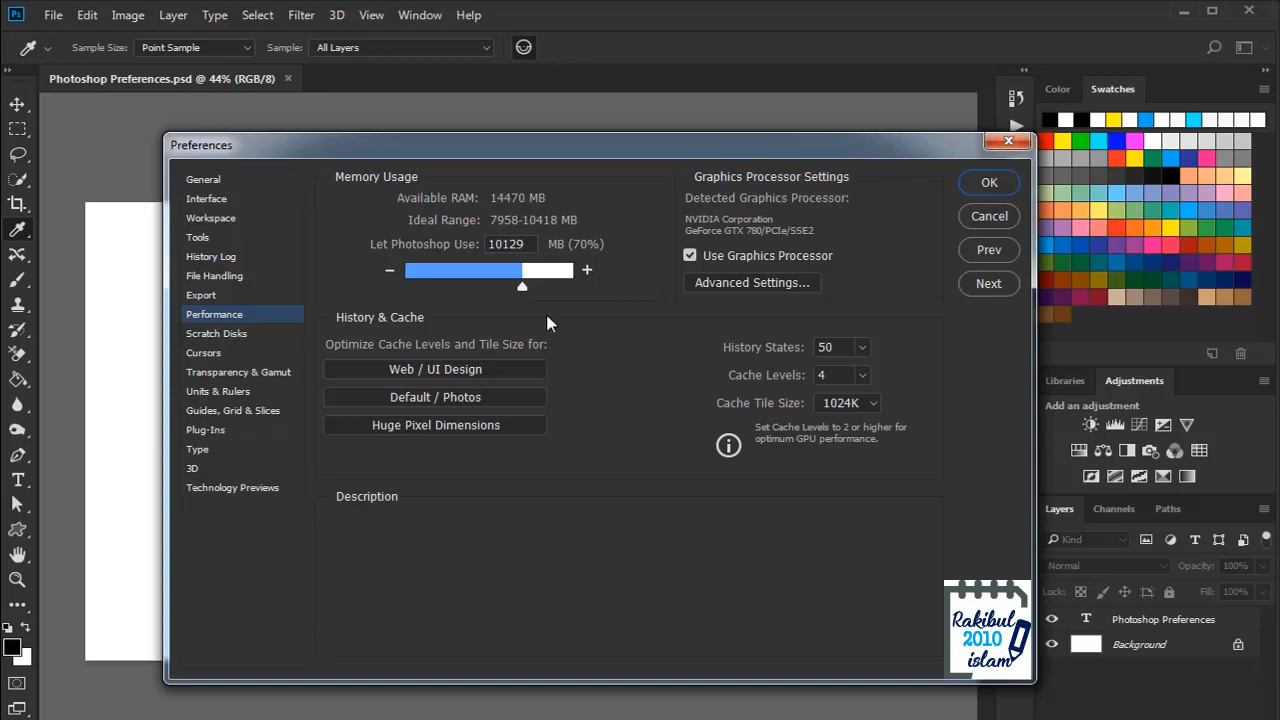 Ps File Edit Image Layer Type Select Filter 3D View Window Help
Sample Size: Point Sample Sample: All Layers
Photoshop Preferences.psd @ 44% (RGB/8) ×
Preferences
General
Interface
Workspace
Tools
History Log
File Handling
Export
Performance
Scratch Disks
Cursors
Transparency & Gamut
Units & Rulers
Guides, Grid & Slices
Plug-Ins
Type
3D
Technology Previews
Memory Usage
Available RAM: 14470 MB
Ideal Range: 7958-10418 MB
Let Photoshop Use: 10129 MB (70%)
Graphics Processor Settings
Detected Graphics Processor:
NVIDIA Corporation
GeForce GTX 780/PCIe/SSE2
Use Graphics Processor
Advanced Settings...
OK
Cancel
Prev
Next
History & Cache
Optimize Cache Levels and Tile Size for:
Web / UI Design
Default / Photos
Huge Pixel Dimensions
History States: 50
Cache Levels: 4
Cache Tile Size: 1024K
Set Cache Levels to 2 or higher for
optimum GPU performance.
Description
Color Swatches
Libraries Adjustments
Add an adjustment
Layers Channels Paths
Kind
Normal Opacity: 100%
Lock: Fill: 100%
Photoshop Preferences
Background
Rakibul
2010
islam